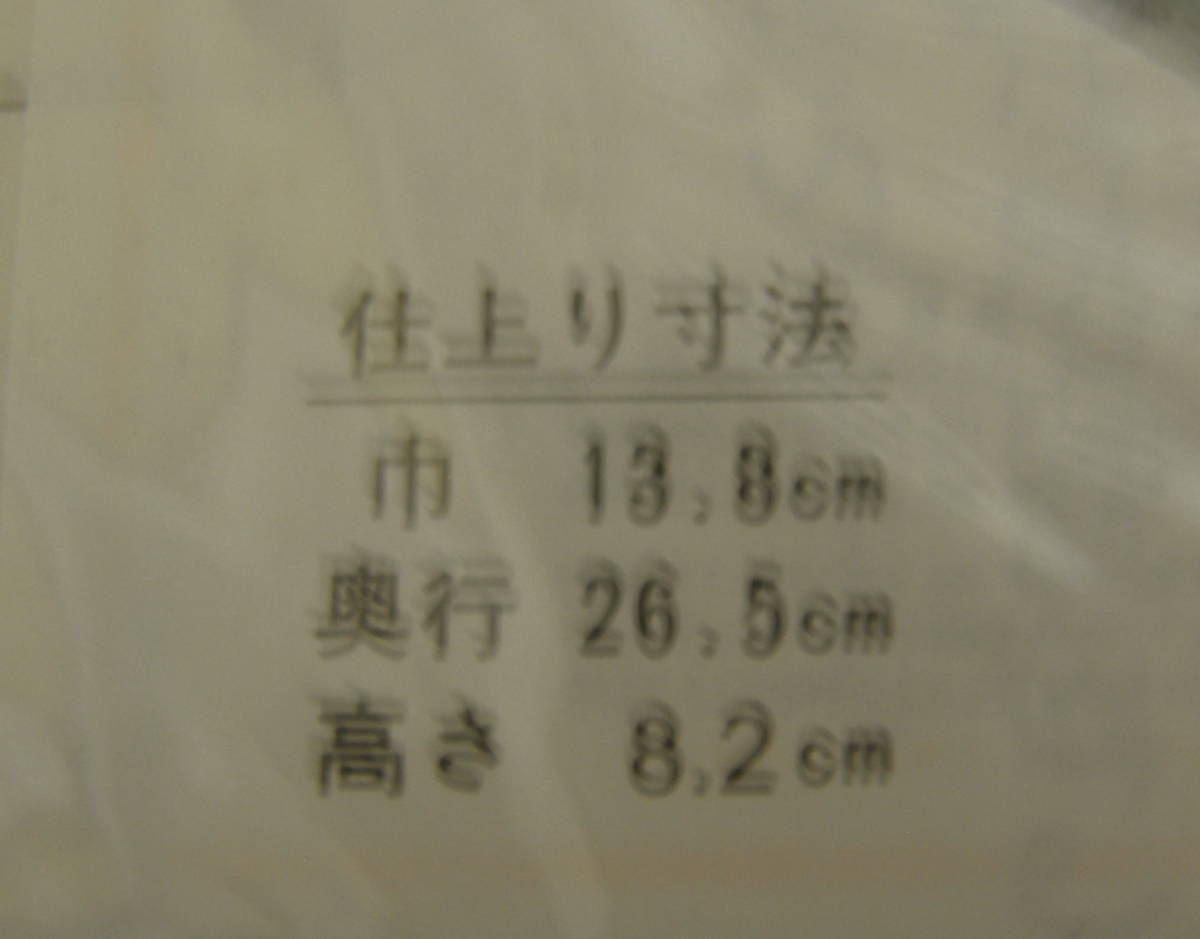 仕上り寸法
巾 13.8cm
奥行 26.5cm
高さ 8.2cm